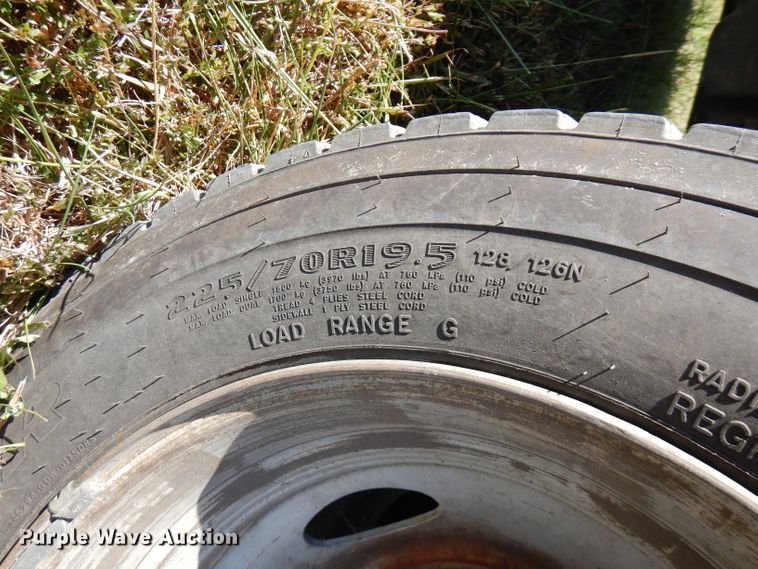 225/70R19.5 128/126N
MAX. LOAD SINGLE 1800 kg (3970 lbs) AT 760 kPa (110 psi) COLD
MAX. LOAD DUAL 1700 kg (3750 lbs) AT 760 kPa (110 psi) COLD
TREAD 4 PLIES STEEL CORD
SIDEWALL 1 PLY STEEL CORD
LOAD RANGE G
Purple Wave Auction